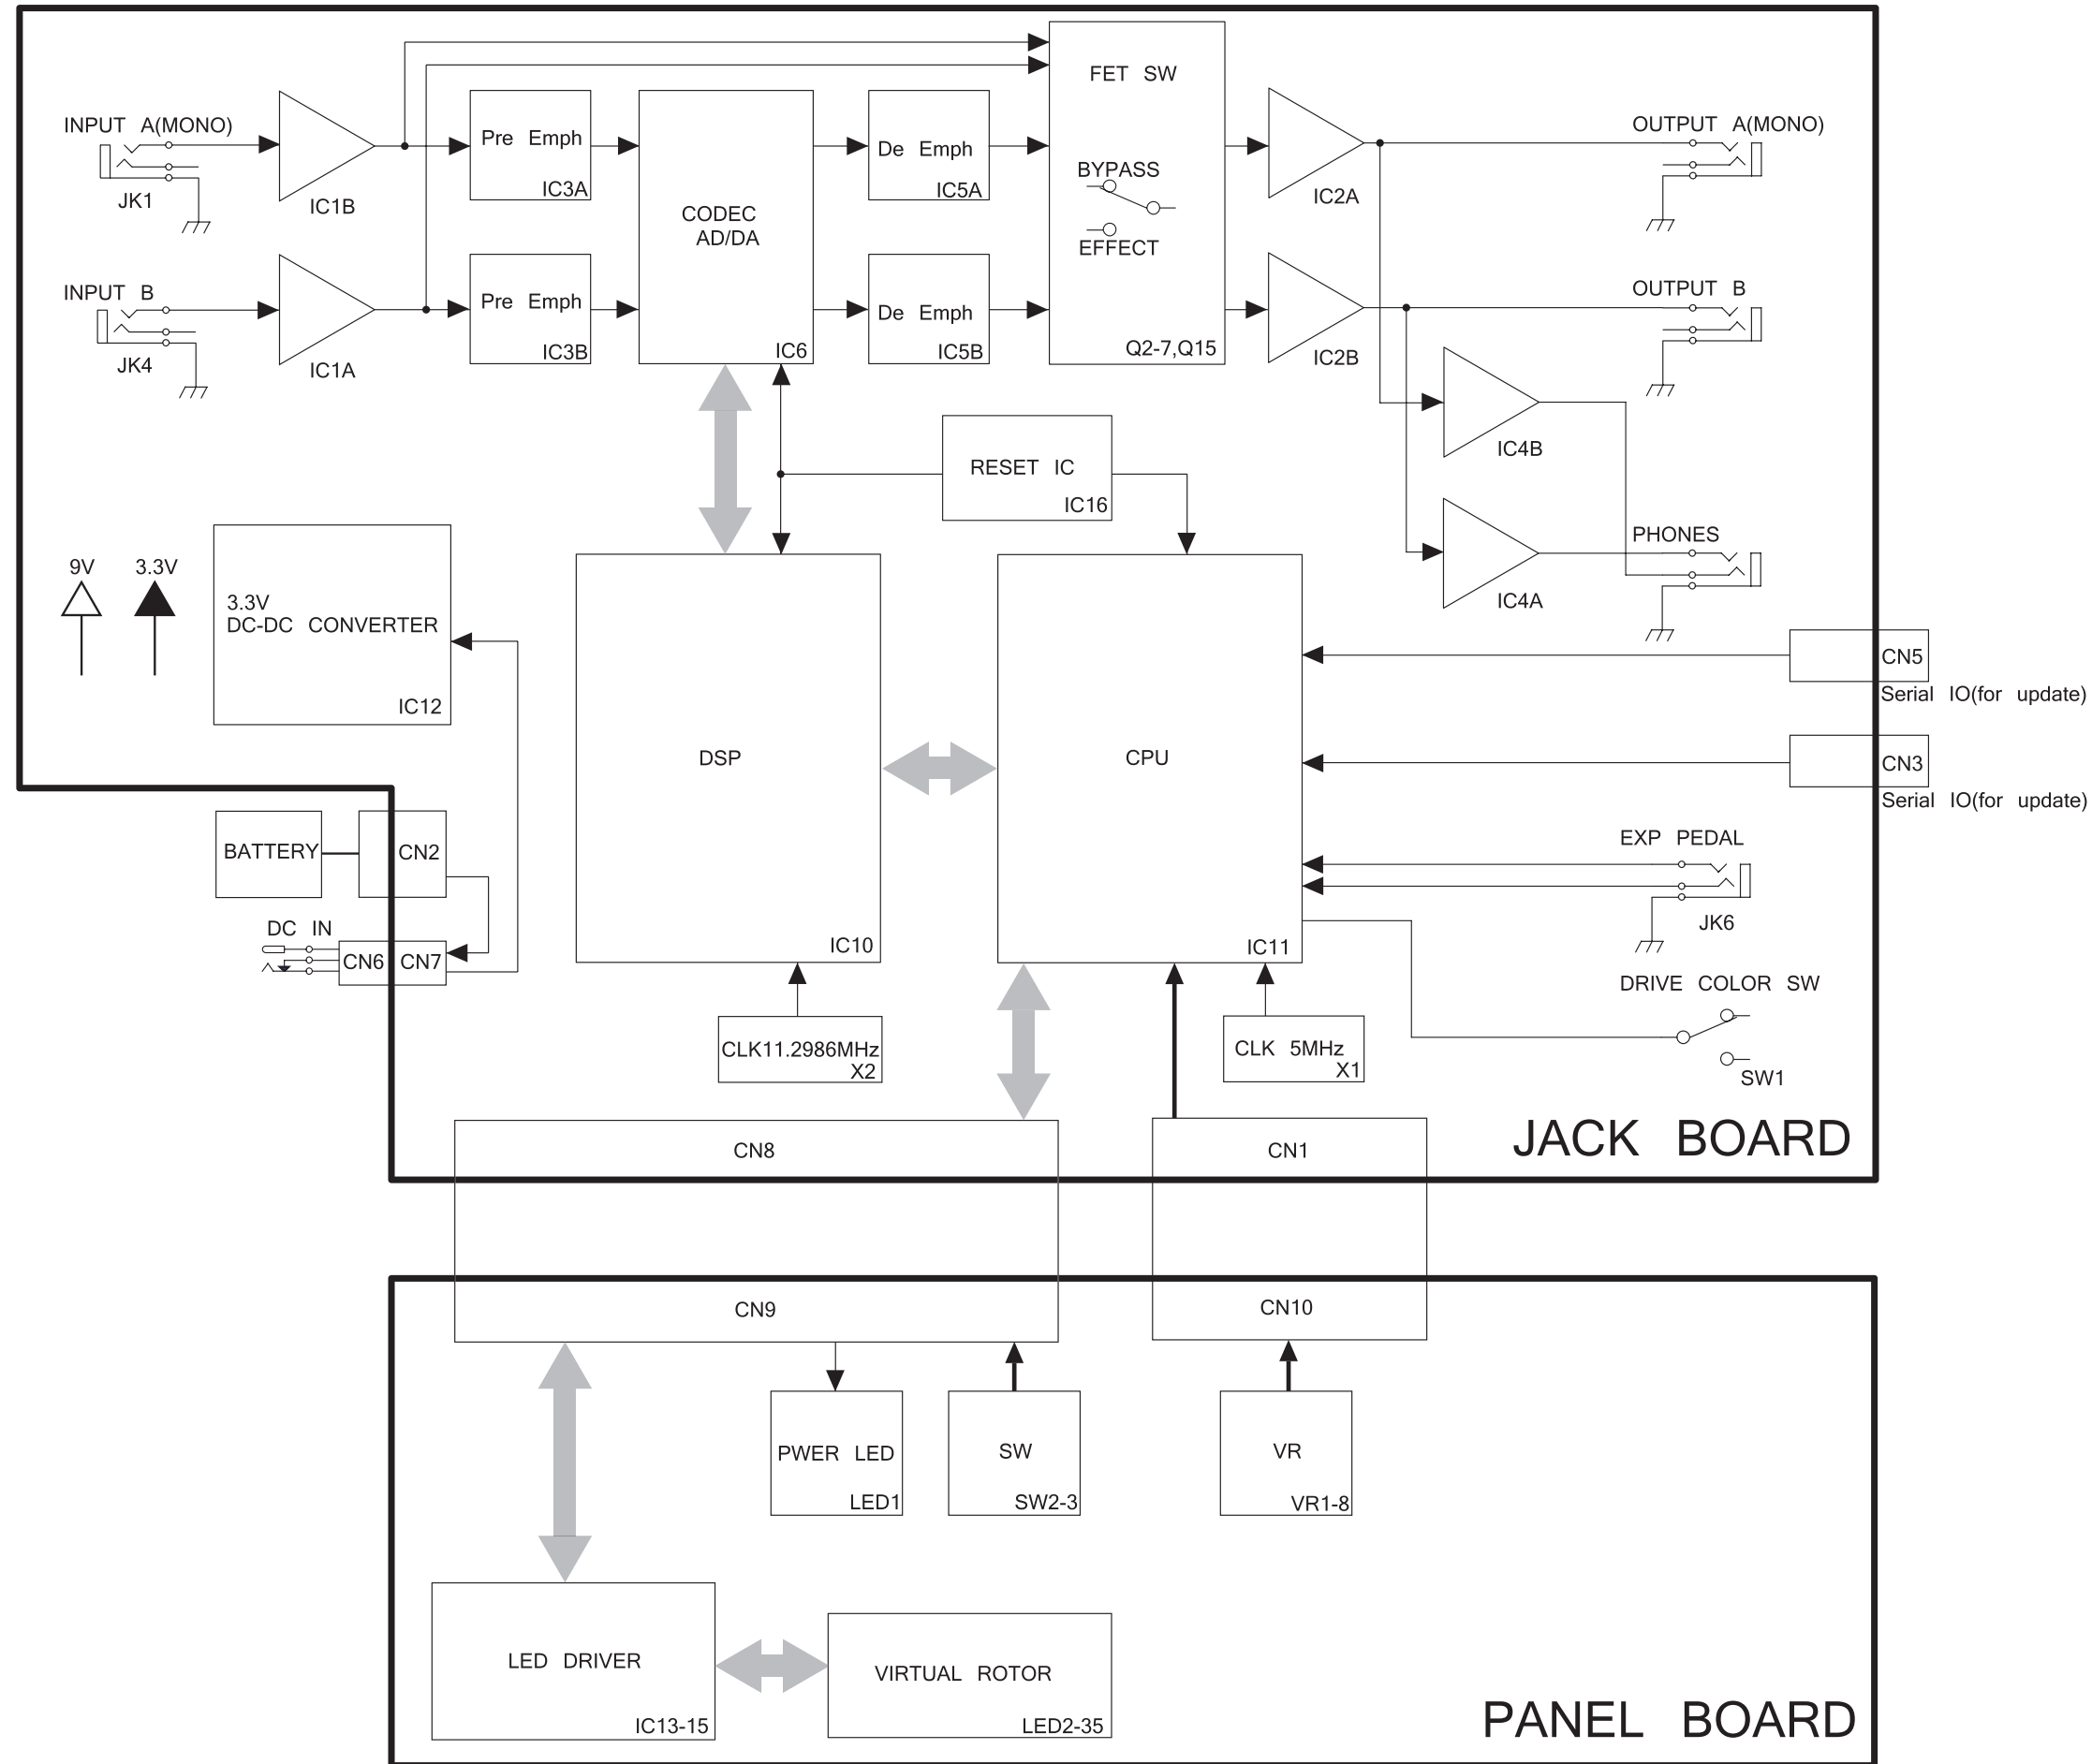 FET SW
INPUT A(MONO)
JK1
IC1B
Pre Emph
IC3A
CODEC
AD/DA
IC6
De Emph
IC5A
BYPASS
EFFECT
Q2-7,Q15
IC2A
OUTPUT A(MONO)
INPUT B
JK4
IC1A
Pre Emph
IC3B
De Emph
IC5B
IC2B
OUTPUT B
IC4B
RESET IC
IC16
IC4A
PHONES
9V
3.3V
3.3V
DC-DC CONVERTER
IC12
DSP
IC10
CPU
IC11
CN5
Serial IO(for update)
CN3
Serial IO(for update)
BATTERY
CN2
DC IN
CN6
CN7
EXP PEDAL
JK6
DRIVE COLOR SW
SW1
CLK11.2986MHz
X2
CLK 5MHz
X1
JACK BOARD
CN8
CN1
CN9
CN10
PWER LED
LED1
SW
SW2-3
VR
VR1-8
LED DRIVER
IC13-15
VIRTUAL ROTOR
LED2-35
PANEL BOARD